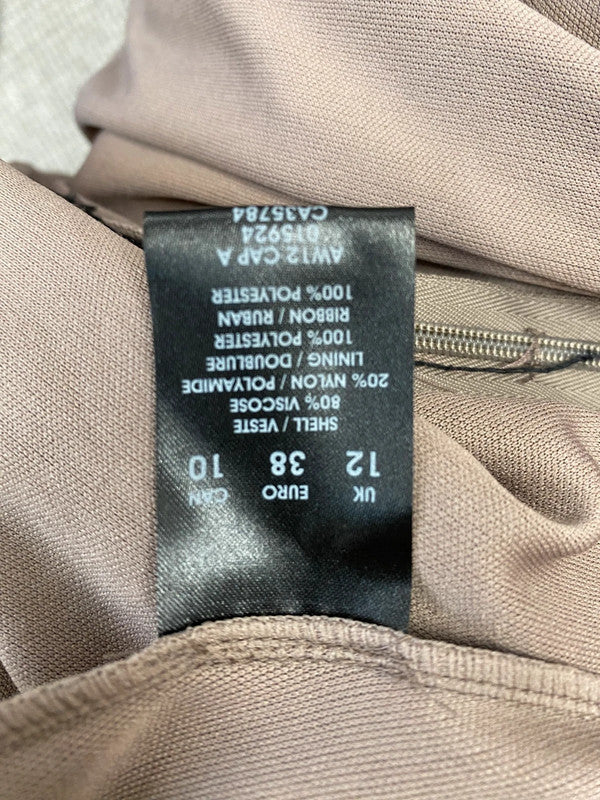 UK EURO CAN
12 38 10
SHELL / VESTE
80% VISCOSE
20% NYLON / POLYAMIDE
LINING / DOUBLURE
100% POLYESTER
RIBBON / RUBAN
100% POLYESTER
AW12 CAP A
015924
CA35784